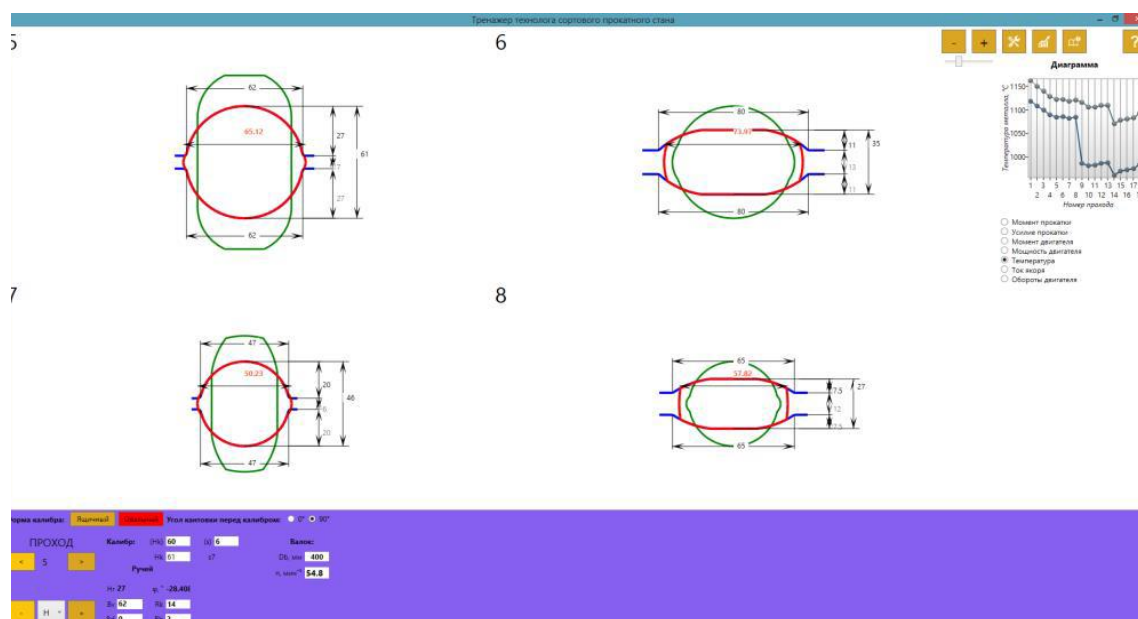 Тренажер технолога сортового прокатного стана
5
6
- +
?
Диаграмма
62
65.12
27
7
27
61
62
80
73.97
11
13
11
35
80
Температура металла, °C
1150
1100
1050
1000
1 3 5 7 9 11 13 15 17
2 4 6 8 10 12 14 16
Номер прохода
Момент прокатки
Усилие прокатки
Момент двигателя
Мощность двигателя
Температура
Ток якоря
Обороты двигателя
7
8
47
50.23
20
6
20
46
47
65
57.82
7.5
12
7.5
27
65
орма калибра: Ящичный Угол кантовки перед калибром: 0° 90°
ПРОХОД
< 5 >
Калибр: (Hk) 60 (s) 6
Hk 61 s7
Валок:
Dб, мм 400
n, мин⁻¹ 54.8
Ручей
Hr 27 φ, ° -28.408
Bv 62 Rk 14
- H +